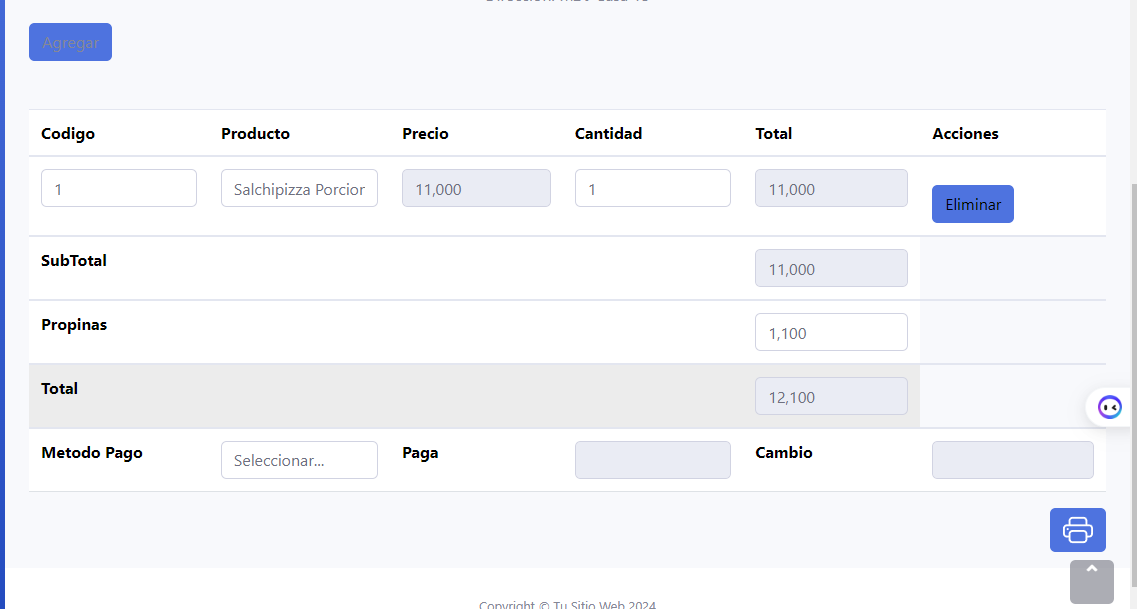 Agregar
Codigo Producto Precio Cantidad Total Acciones
1 Salchipizza Porcior 11,000 1 11,000 Eliminar
SubTotal 11,000
Propinas 1,100
Total 12,100
Metodo Pago Seleccionar... Paga Cambio
Copyright © Tu Sitio Web 2024